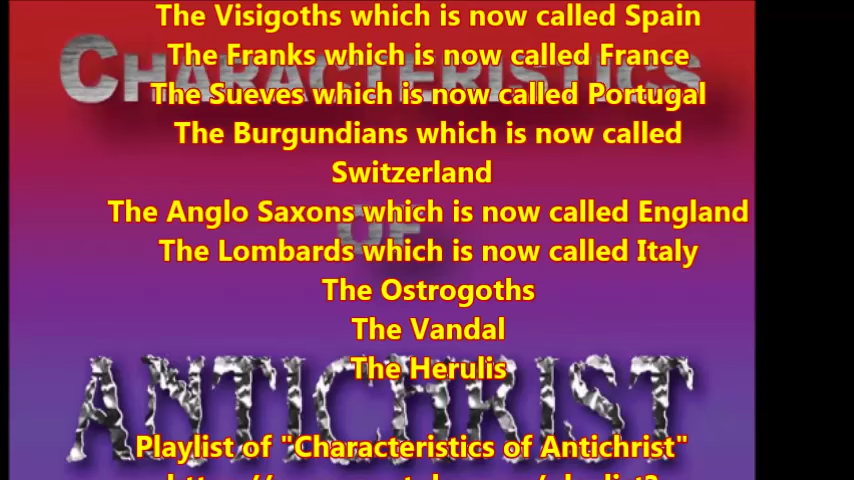 The Visigoths which is now called Spain
The Franks which is now called France
CHARACTERISTICS
The Sueves which is now called Portugal
The Burgundians which is now called
Switzerland
The Anglo Saxons which is now called England
OF
The Lombards which is now called Italy
The Ostrogoths
The Vandal
The Herulis
ANTICHRIST
Playlist of "Characteristics of Antichrist"